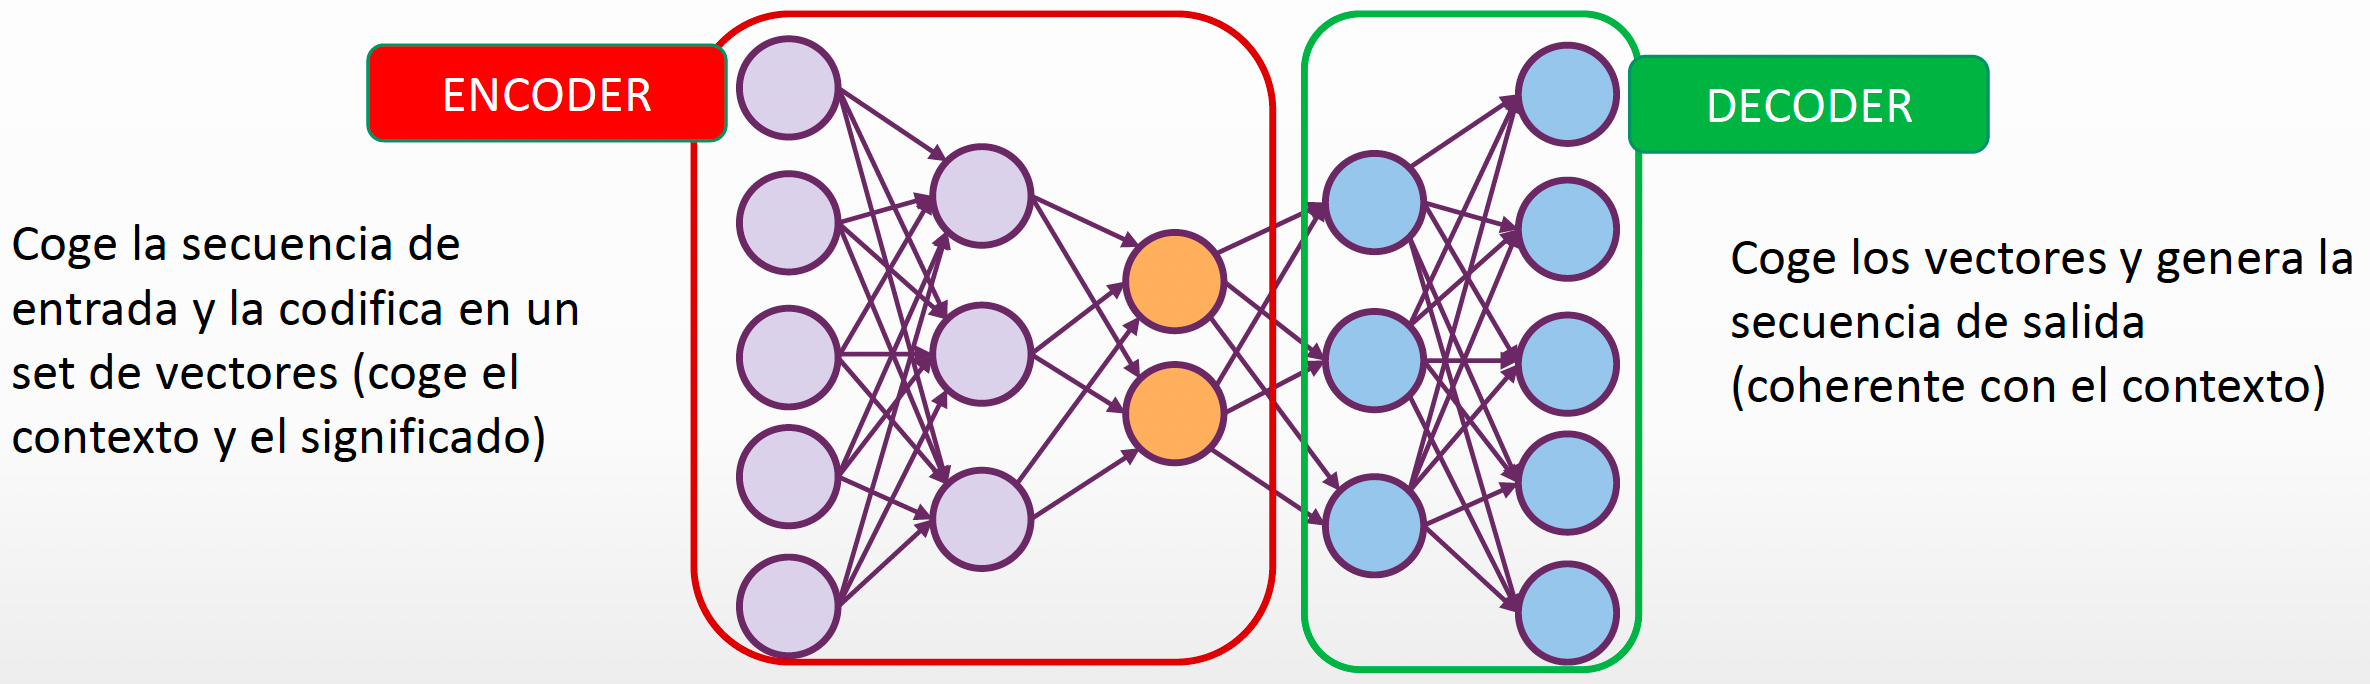 ENCODER
DECODER
Coge la secuencia de
entrada y la codifica en un
set de vectores (coge el
contexto y el significado)
Coge los vectores y genera la
secuencia de salida
(coherente con el contexto)